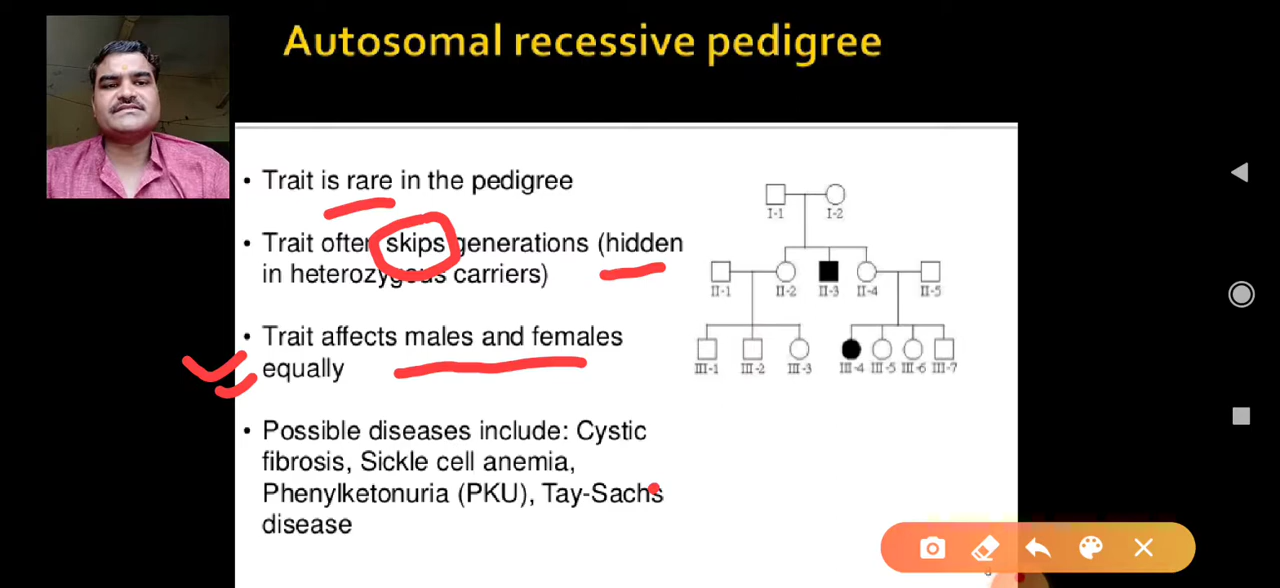 Autosomal recessive pedigree
• Trait is rare in the pedigree
• Trait often skips generations (hidden
in heterozygous carriers)
• Trait affects males and females
equally
• Possible diseases include: Cystic
fibrosis, Sickle cell anemia,
Phenylketonuria (PKU), Tay-Sachs
disease
I-1 I-2
II-1 II-2 II-3 II-4 II-5
III-1 III-2 III-3 III-4 III-5 III-6 III-7